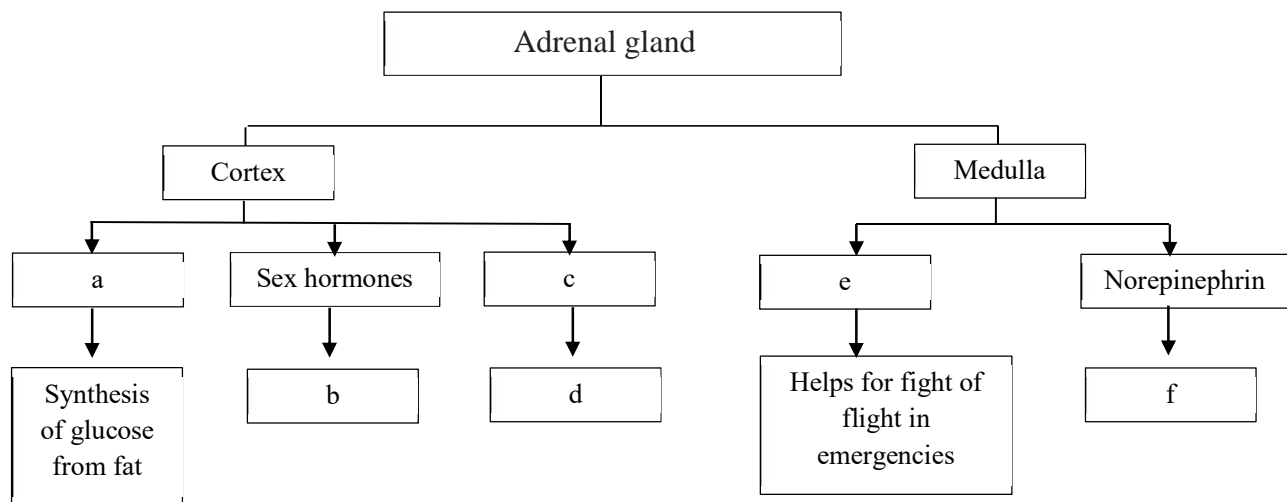 Adrenal gland
Cortex
Medulla
a
Sex hormones
c
e
Norepinephrin
Synthesis
of glucose
from fat
b
d
Helps for fight of
flight in
emergencies
f